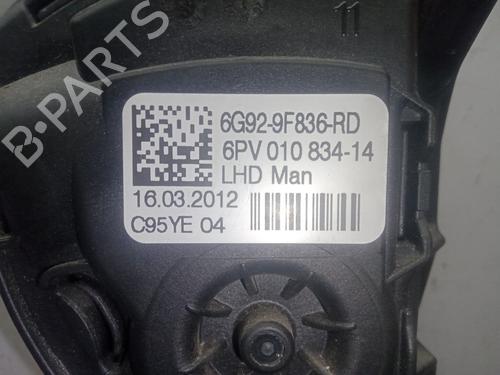 B-PARTS
11
6G92-9F836-RD
6PV 010 834-14
LHD Man
16.03.2012
C95YE 04